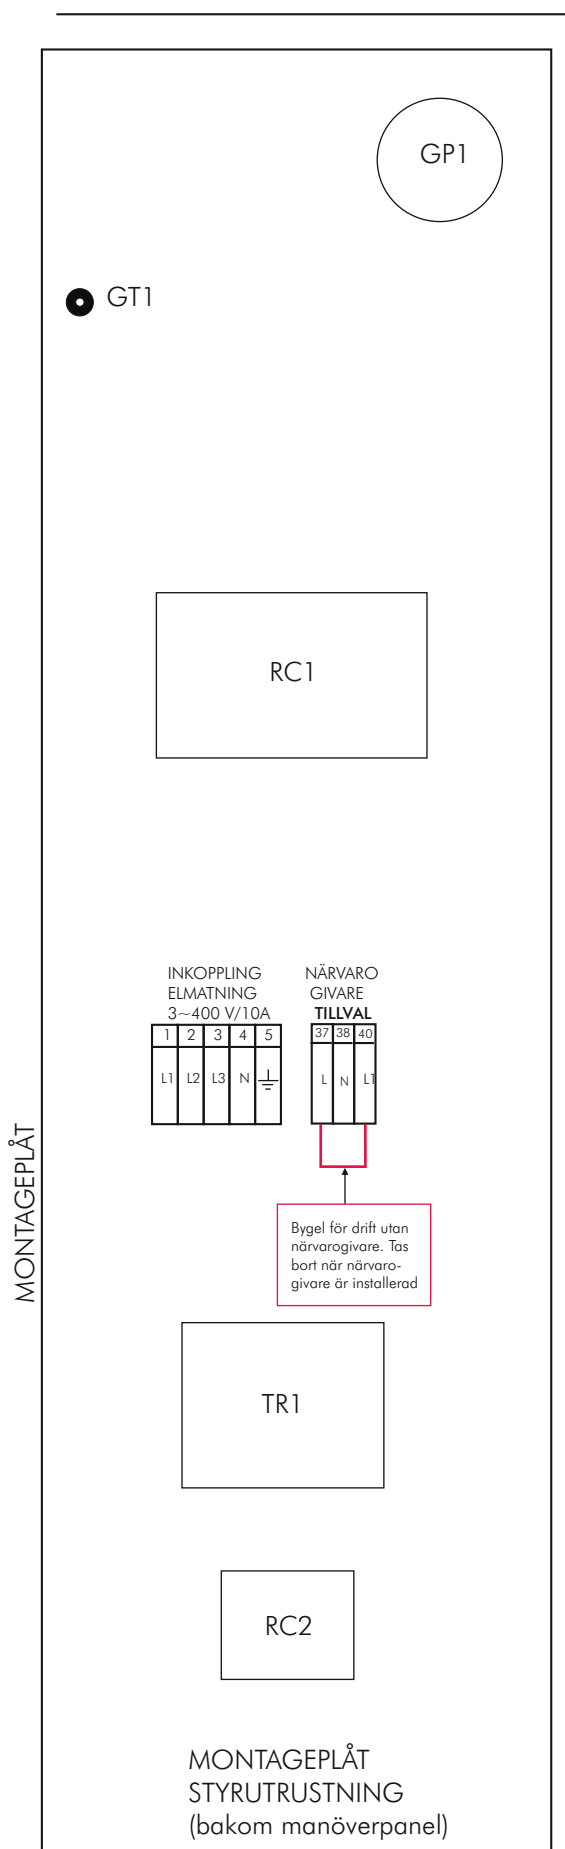 GP1
GT1
RC1
INKOPPLING
ELMATNING
3~400 V/10A
NÄRVARO
GIVARE
TILLVAL
1 2 3 4 5
L1 L2 L3 N
37 38 40
L N L1
Bygel för drift utan
närvarogivare. Tas
bort när närvaro-
givare är installerad
MONTAGEPLÅT
TR1
RC2
MONTAGEPLÅT
STYRUTRUSTNING
(bakom manöverpanel)